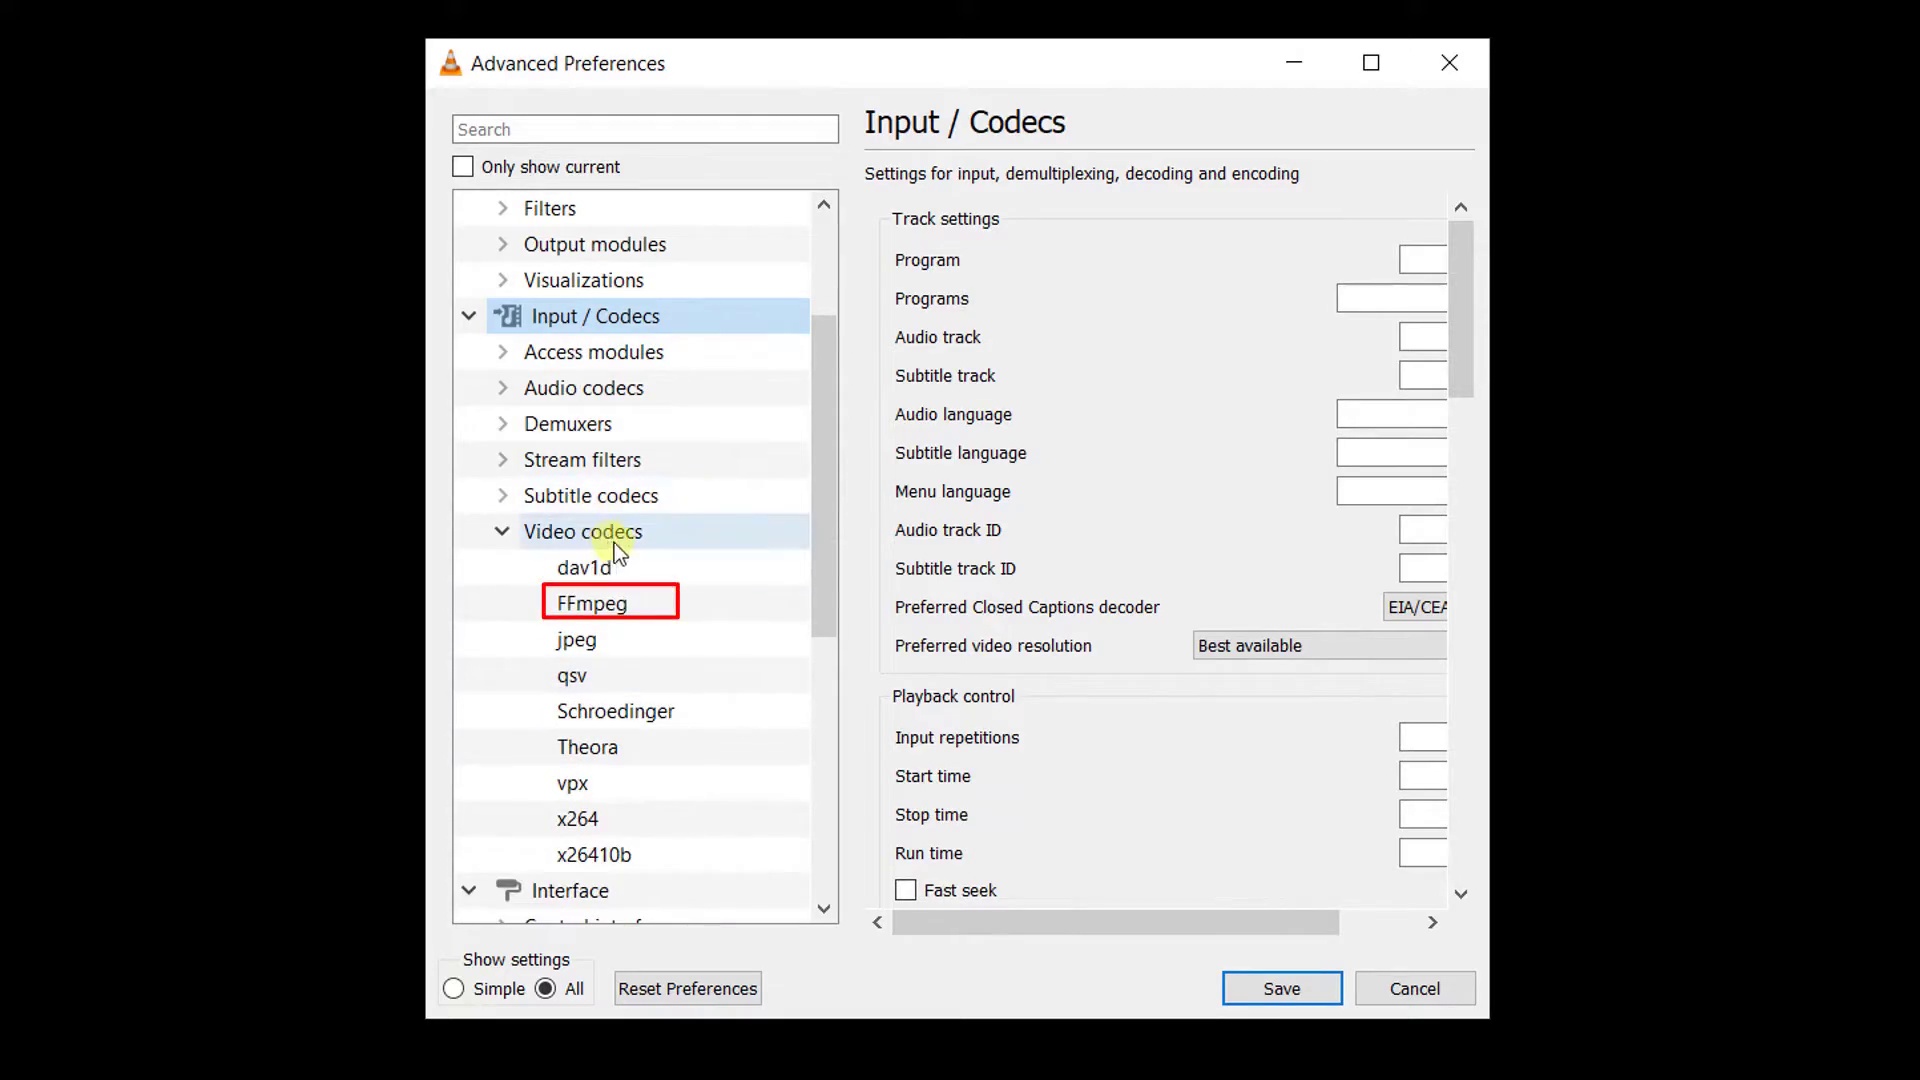 Advanced Preferences
Search
Only show current
Filters
Output modules
Visualizations
Input / Codecs
Access modules
Audio codecs
Demuxers
Stream filters
Subtitle codecs
Video codecs
dav1d
FFmpeg
jpeg
qsv
Schroedinger
Theora
vpx
x264
x26410b
Interface
Show settings
Simple
All
Reset Preferences
Input / Codecs
Settings for input, demultiplexing, decoding and encoding
Track settings
Program
Programs
Audio track
Subtitle track
Audio language
Subtitle language
Menu language
Audio track ID
Subtitle track ID
Preferred Closed Captions decoder EIA/CEA
Preferred video resolution Best available
Playback control
Input repetitions
Start time
Stop time
Run time
Fast seek
Save
Cancel